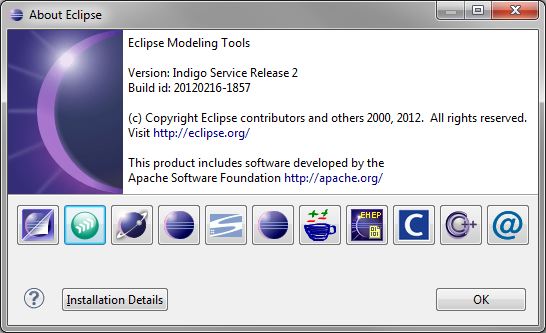 About Eclipse
Eclipse Modeling Tools
Version: Indigo Service Release 2
Build id: 20120216-1857
(c) Copyright Eclipse contributors and others 2000, 2012.  All rights reserved.
Visit http://eclipse.org/
This product includes software developed by the
Apache Software Foundation http://apache.org/
EHEP
010
101
C
C++
@
?
Installation Details
OK